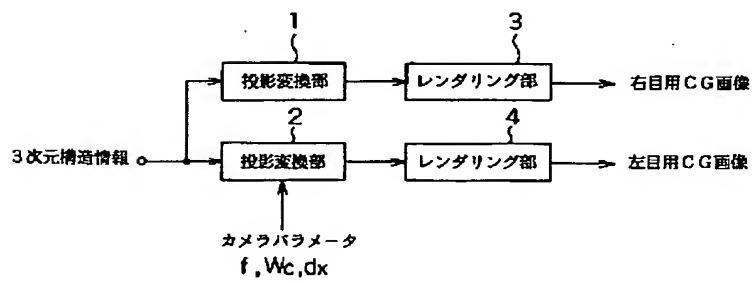 1
3
投影変換部
レンダリング部
右目用CG画像
2
4
3次元構造情報
投影変換部
レンダリング部
左目用CG画像
カメラパラメータ
f,Wc,dx